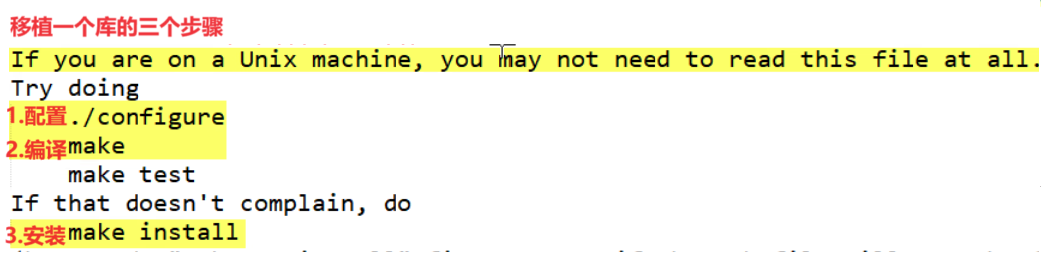 移植一个库的三个步骤
If you are on a Unix machine, you may not need to read this file at all.
Try doing
1.配置./configure
2.编译make
make test
If that doesn't complain, do
3.安装make install